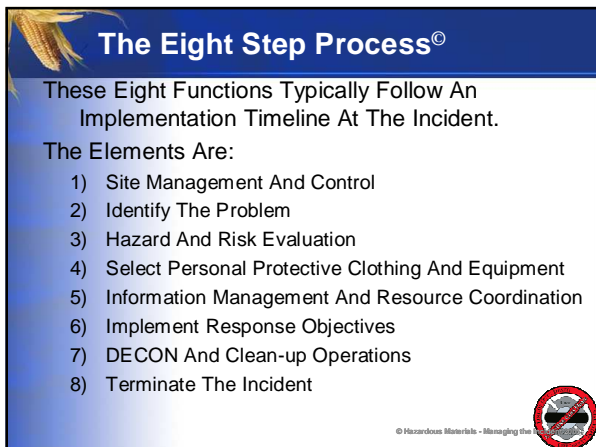 The Eight Step Process©
These Eight Functions Typically Follow An
Implementation Timeline At The Incident.
The Elements Are:
1) Site Management And Control
2) Identify The Problem
3) Hazard And Risk Evaluation
4) Select Personal Protective Clothing And Equipment
5) Information Management And Resource Coordination
6) Implement Response Objectives
7) DECON And Clean-up Operations
8) Terminate The Incident
© Hazardous Materials - Managing the